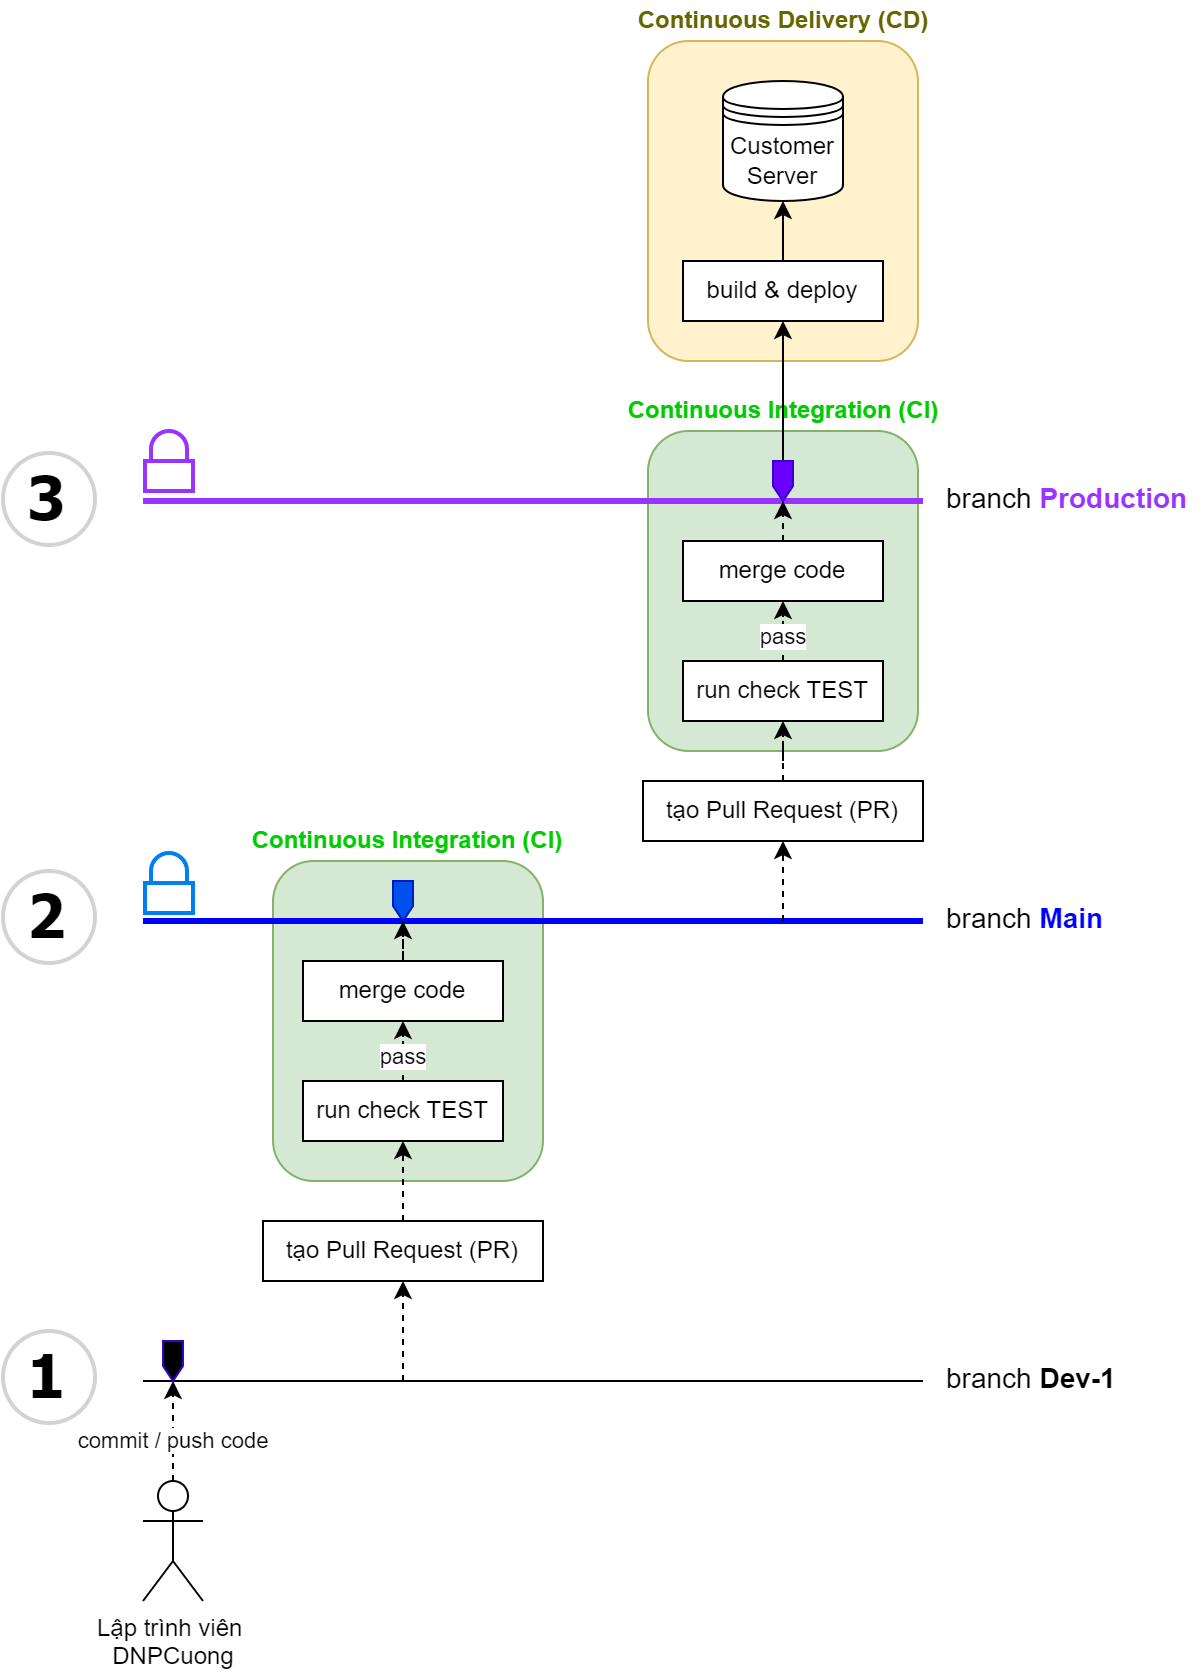 Continuous Delivery (CD)
Customer
Server
build & deploy
Continuous Integration (CI)
3
branch Production
merge code
pass
run check TEST
tạo Pull Request (PR)
Continuous Integration (CI)
2
branch Main
merge code
pass
run check TEST
tạo Pull Request (PR)
1
branch Dev-1
commit / push code
Lập trình viên
DNPCuong